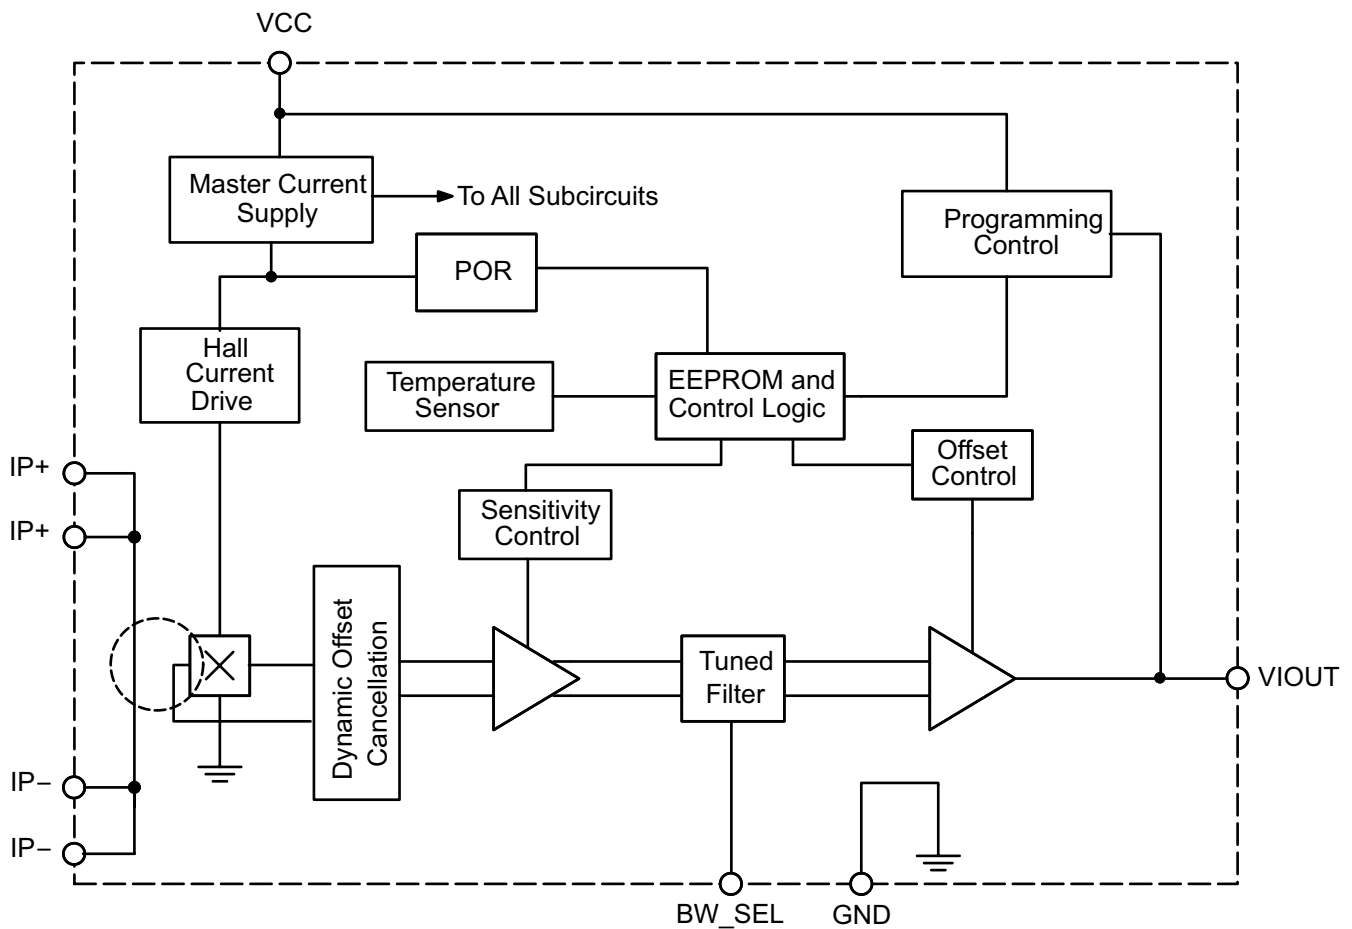 VCC
Master Current
Supply
To All Subcircuits
Programming
Control
POR
Hall
Current
Drive
Temperature
Sensor
EEPROM and
Control Logic
Offset
Control
IP+
IP+
Sensitivity
Control
Dynamic Offset
Cancellation
Tuned
Filter
VIOUT
IP–
IP–
BW_SEL
GND